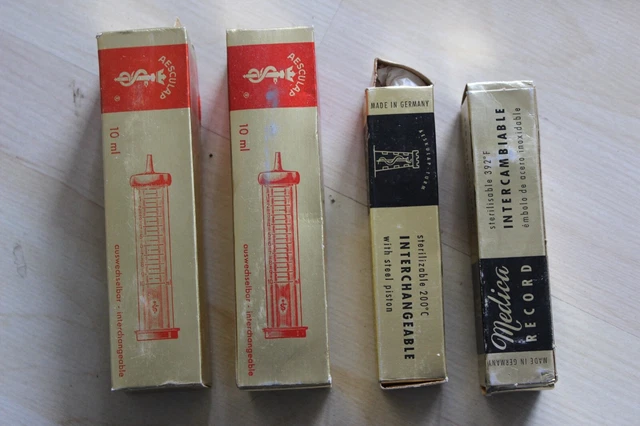 AESCULAP
10 ml
auswechselbar - interchangeable
AESCULAP
10 ml
auswechselbar - interchangeable
MADE IN GERMANY
sterilizable 200°C
INTERCHANGEABLE
with steel piston
sterilisable 392°F
INTERCAMBIABLE
émbolo de acero inoxidable
Medica
RECORD
MADE IN GERMANY